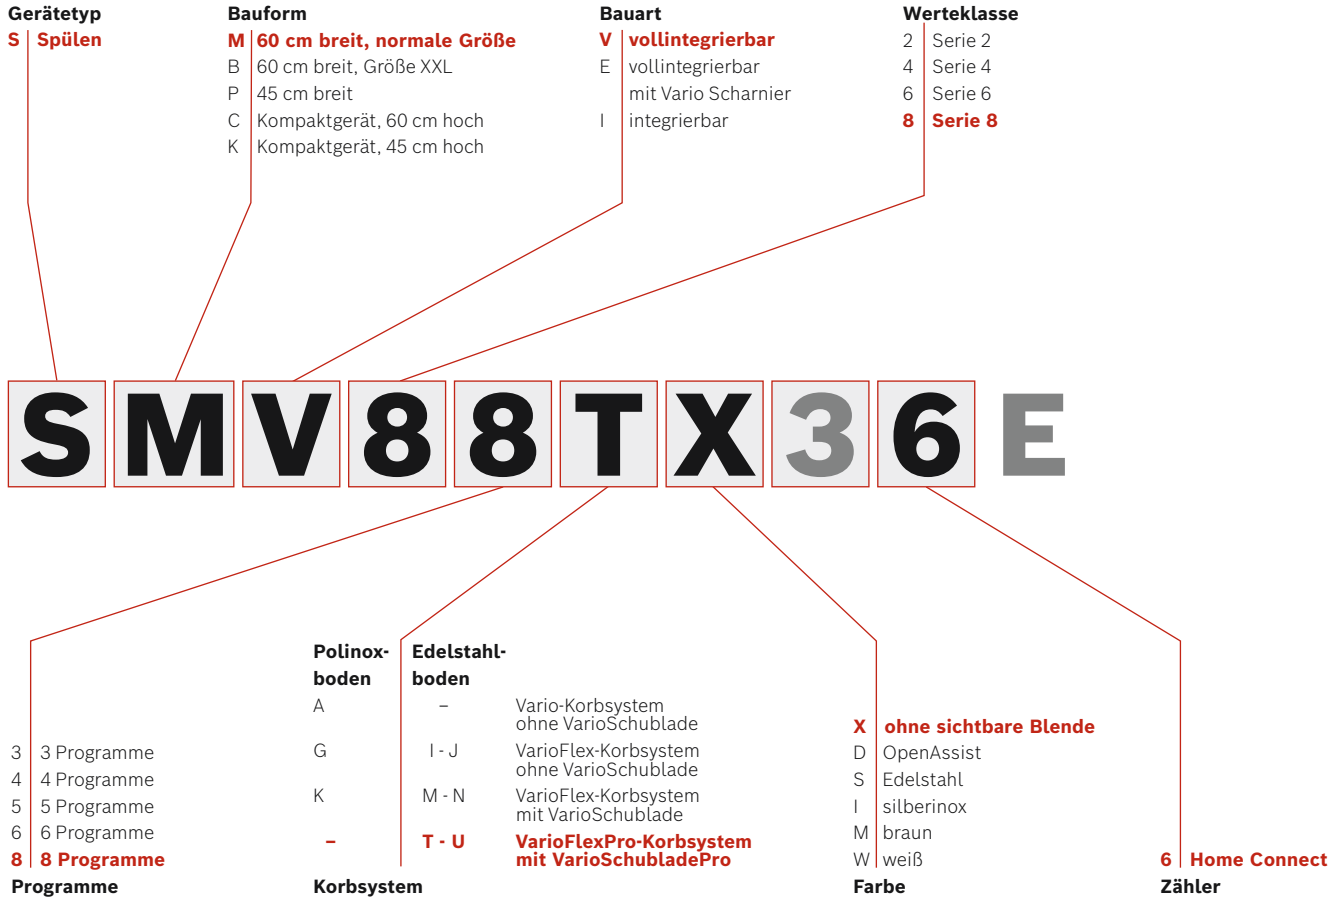 Gerätetyp
S Spülen
Bauform
M 60 cm breit, normale Größe
B 60 cm breit, Größe XXL
P 45 cm breit
C Kompaktgerät, 60 cm hoch
K Kompaktgerät, 45 cm hoch
Bauart
V vollintegrierbar
E vollintegrierbar
mit Vario Scharnier
I integrierbar
Werteklasse
2 Serie 2
4 Serie 4
6 Serie 6
8 Serie 8
SMV88TX36E
3 3 Programme
4 4 Programme
5 5 Programme
6 6 Programme
8 8 Programme
Programme
Polinox- Edelstahl-
boden boden
A – Vario-Korbsystem
ohne VarioSchublade
G I - J VarioFlex-Korbsystem
ohne VarioSchublade
K M - N VarioFlex-Korbsystem
mit VarioSchublade
– T - U VarioFlexPro-Korbsystem
mit VarioSchubladePro
Korbsystem
X ohne sichtbare Blende
D OpenAssist
S Edelstahl
I silberinox
M braun
W weiß
Farbe
6 Home Connect
Zähler